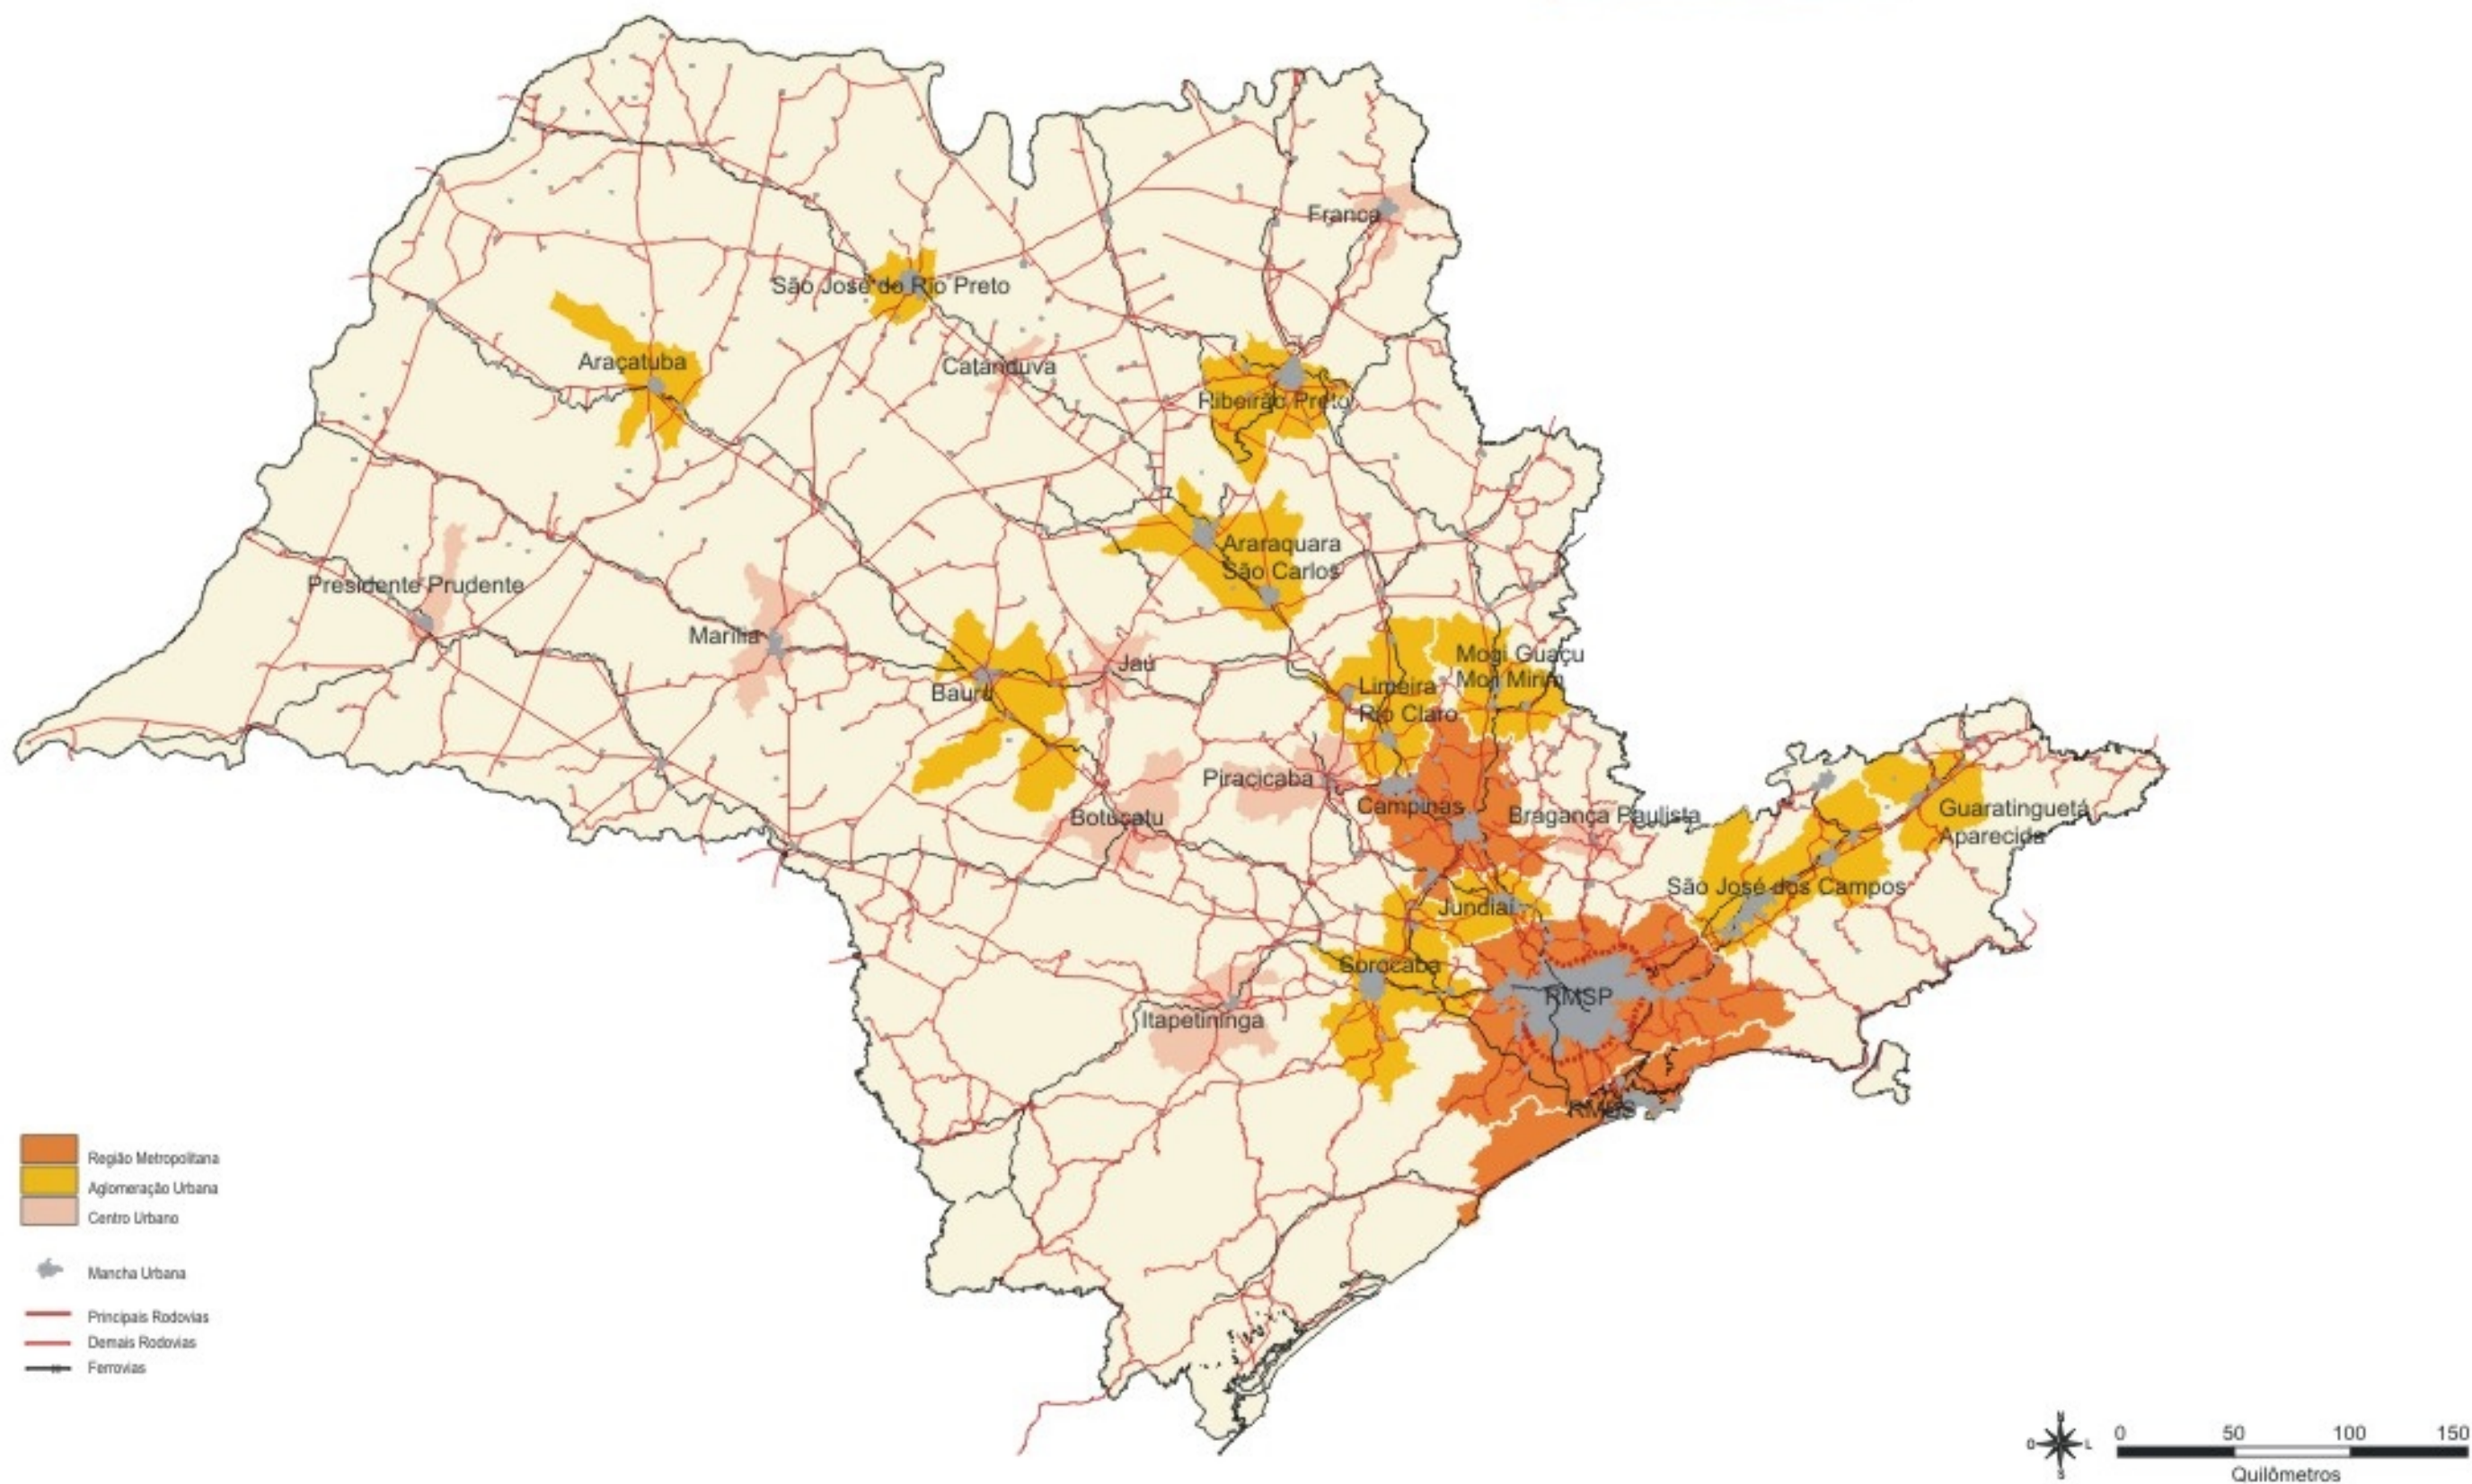 Franca
São José do Rio Preto
Araçatuba
Catanduva
Ribeirão Preto
Araraquara
São Carlos
Presidente Prudente
Marília
Jaú
Bauru
Mogi Guaçu
Moji Mirim
Limeira
Rio Claro
Piracicaba
Campinas
Botucatu
Bragança Paulista
Guaratinguetá
Aparecida
São José dos Campos
Jundiaí
Sorocaba
RMSP
Itapetininga
RMBS
Região Metropolitana
Aglomeração Urbana
Centro Urbano
Mancha Urbana
Principais Rodovias
Demais Rodovias
Ferrovias
N
O L
S
0 50 100 150
Quilômetros